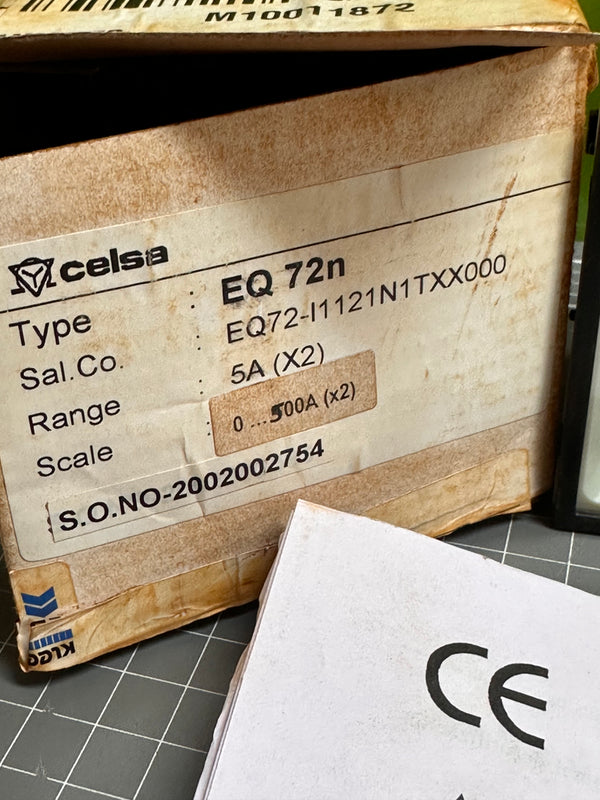 M10011872
celsa
Type : EQ 72n
Sal.Co. : EQ72-I1121N1TXX000
Range : 5A (X2)
Scale : 0 ...500A (x2)
S.O.NO-2002002754
CE